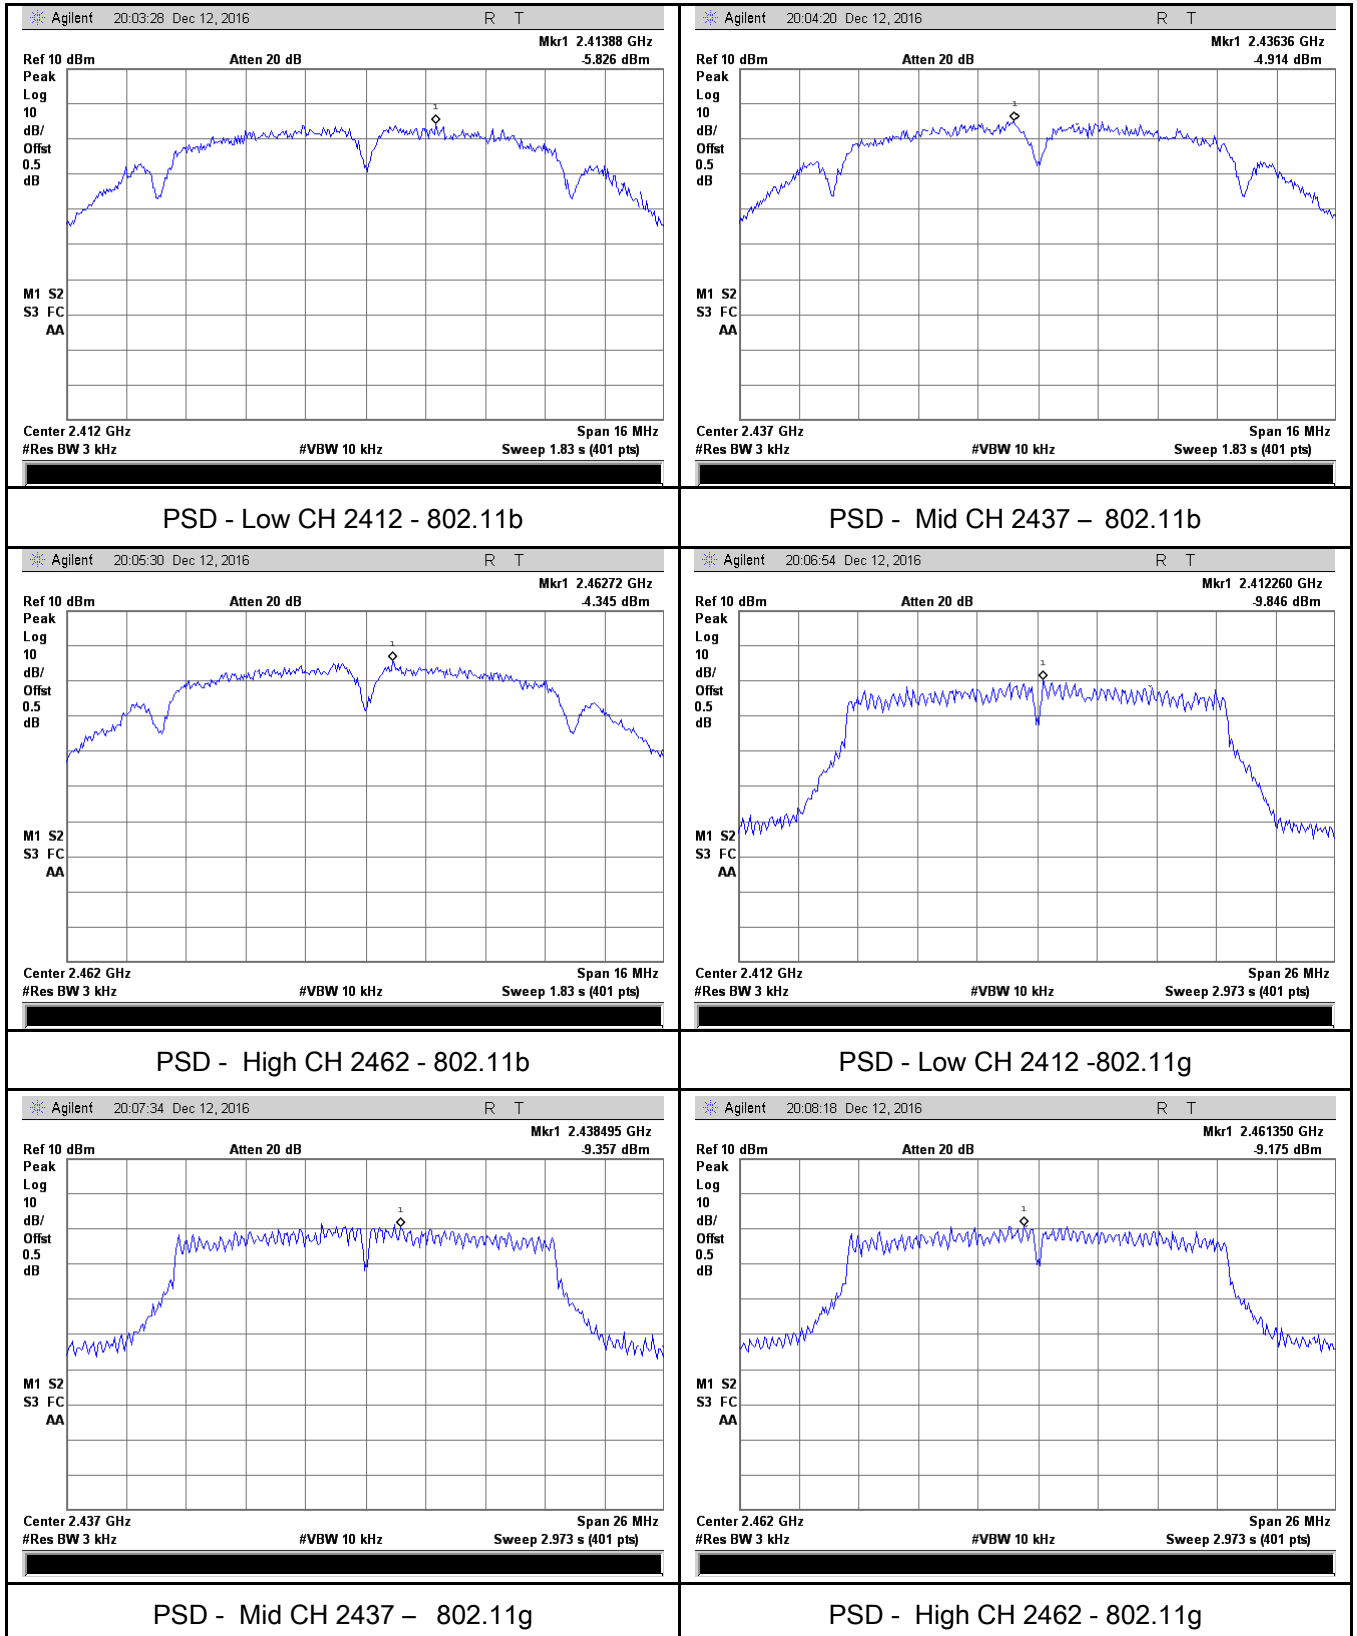 Agilent 20:03:28 Dec 12, 2016 R T
Mkr1 2.41388 GHz
Ref 10 dBm Atten 20 dB -5.826 dBm
Peak
Log
10
dB/
Offst
0.5
dB
1
M1 S2
S3 FC
AA
Center 2.412 GHz Span 16 MHz
#Res BW 3 kHz #VBW 10 kHz Sweep 1.83 s (401 pts)
PSD - Low CH 2412 - 802.11b
Agilent 20:04:20 Dec 12, 2016 R T
Mkr1 2.43636 GHz
Ref 10 dBm Atten 20 dB -4.914 dBm
Peak
Log
10
dB/
Offst
0.5
dB
1
M1 S2
S3 FC
AA
Center 2.437 GHz Span 16 MHz
#Res BW 3 kHz #VBW 10 kHz Sweep 1.83 s (401 pts)
PSD - Mid CH 2437 – 802.11b
Agilent 20:05:30 Dec 12, 2016 R T
Mkr1 2.46272 GHz
Ref 10 dBm Atten 20 dB -4.345 dBm
Peak
Log
10
dB/
Offst
0.5
dB
1
M1 S2
S3 FC
AA
Center 2.462 GHz Span 16 MHz
#Res BW 3 kHz #VBW 10 kHz Sweep 1.83 s (401 pts)
PSD - High CH 2462 - 802.11b
Agilent 20:06:54 Dec 12, 2016 R T
Mkr1 2.412260 GHz
Ref 10 dBm Atten 20 dB -9.846 dBm
Peak
Log
10
dB/
Offst
0.5
dB
1
M1 S2
S3 FC
AA
Center 2.412 GHz Span 26 MHz
#Res BW 3 kHz #VBW 10 kHz Sweep 2.973 s (401 pts)
PSD - Low CH 2412 -802.11g
Agilent 20:07:34 Dec 12, 2016 R T
Mkr1 2.438495 GHz
Ref 10 dBm Atten 20 dB -9.357 dBm
Peak
Log
10
dB/
Offst
0.5
dB
1
M1 S2
S3 FC
AA
Center 2.437 GHz Span 26 MHz
#Res BW 3 kHz #VBW 10 kHz Sweep 2.973 s (401 pts)
PSD - Mid CH 2437 – 802.11g
Agilent 20:08:18 Dec 12, 2016 R T
Mkr1 2.461350 GHz
Ref 10 dBm Atten 20 dB -9.175 dBm
Peak
Log
10
dB/
Offst
0.5
dB
1
M1 S2
S3 FC
AA
Center 2.462 GHz Span 26 MHz
#Res BW 3 kHz #VBW 10 kHz Sweep 2.973 s (401 pts)
PSD - High CH 2462 - 802.11g